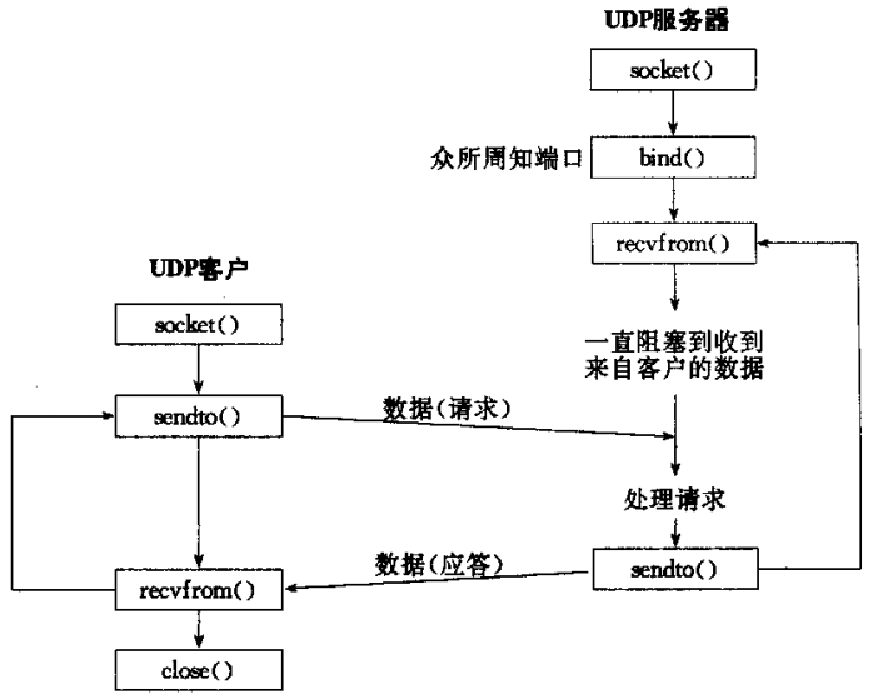 UDP服务器
socket()
众所周知端口
bind()
recvfrom()
UDP客户
socket()
一直阻塞到收到
来自客户的数据
sendto()
数据(请求)
处理请求
数据(应答)
sendto()
recvfrom()
close()